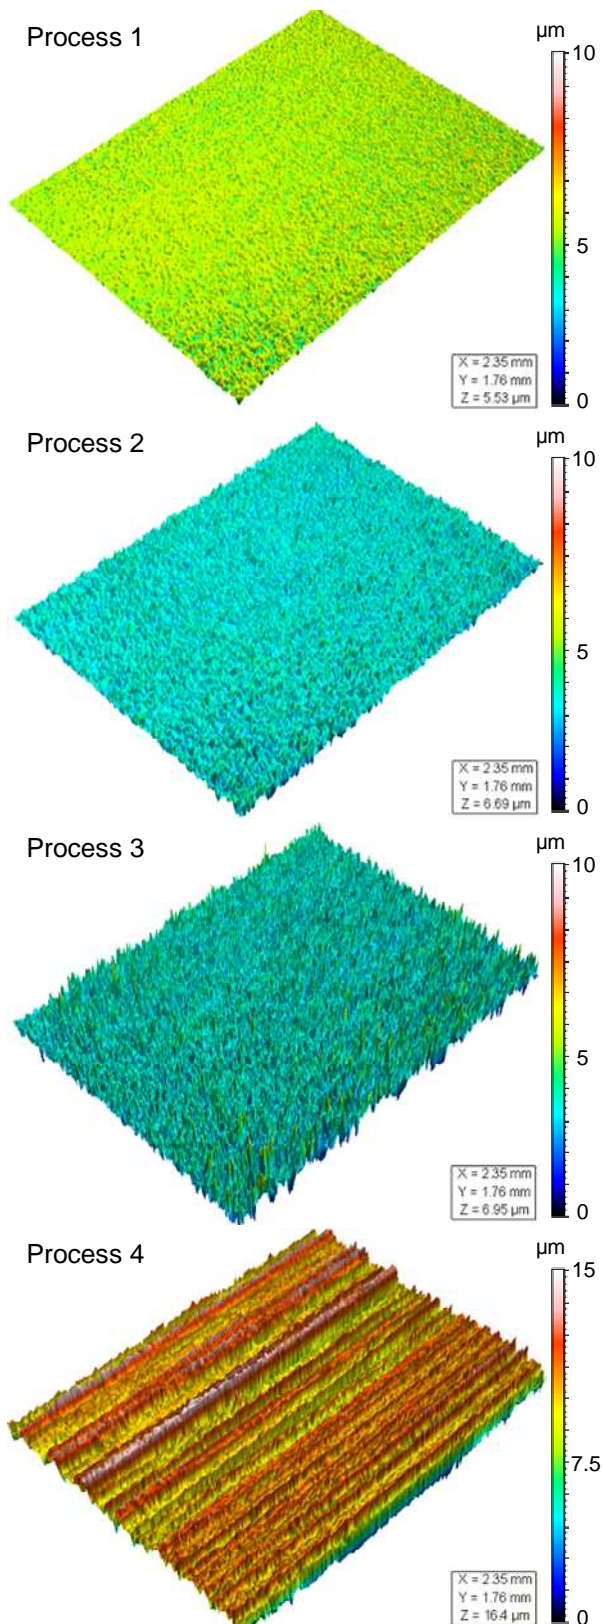 Process 1
µm
10
5
0
X = 2.35 mm
Y = 1.76 mm
Z = 5.53 µm
Process 2
µm
10
5
0
X = 2.35 mm
Y = 1.76 mm
Z = 6.69 µm
Process 3
µm
10
5
0
X = 2.35 mm
Y = 1.76 mm
Z = 6.95 µm
Process 4
µm
15
7.5
0
X = 2.35 mm
Y = 1.76 mm
Z = 16.4 µm